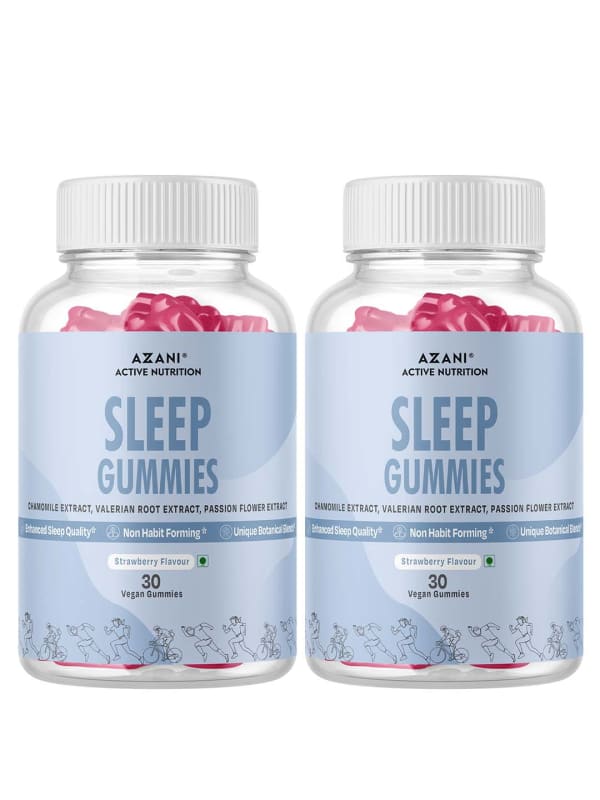 AZANI®
ACTIVE NUTRITION
SLEEP
GUMMIES
CHAMOMILE EXTRACT, VALERIAN ROOT EXTRACT, PASSION FLOWER EXTRACT
Enhanced Sleep Quality* Non Habit Forming* Unique Botanical Blend*
Strawberry Flavour
30
Vegan Gummies
AZANI®
ACTIVE NUTRITION
SLEEP
GUMMIES
CHAMOMILE EXTRACT, VALERIAN ROOT EXTRACT, PASSION FLOWER EXTRACT
Enhanced Sleep Quality* Non Habit Forming* Unique Botanical Blend*
Strawberry Flavour
30
Vegan Gummies